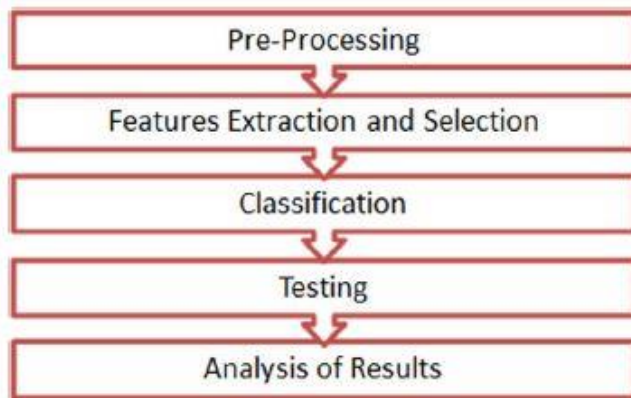 Pre-Processing
Features Extraction and Selection
Classification
Testing
Analysis of Results